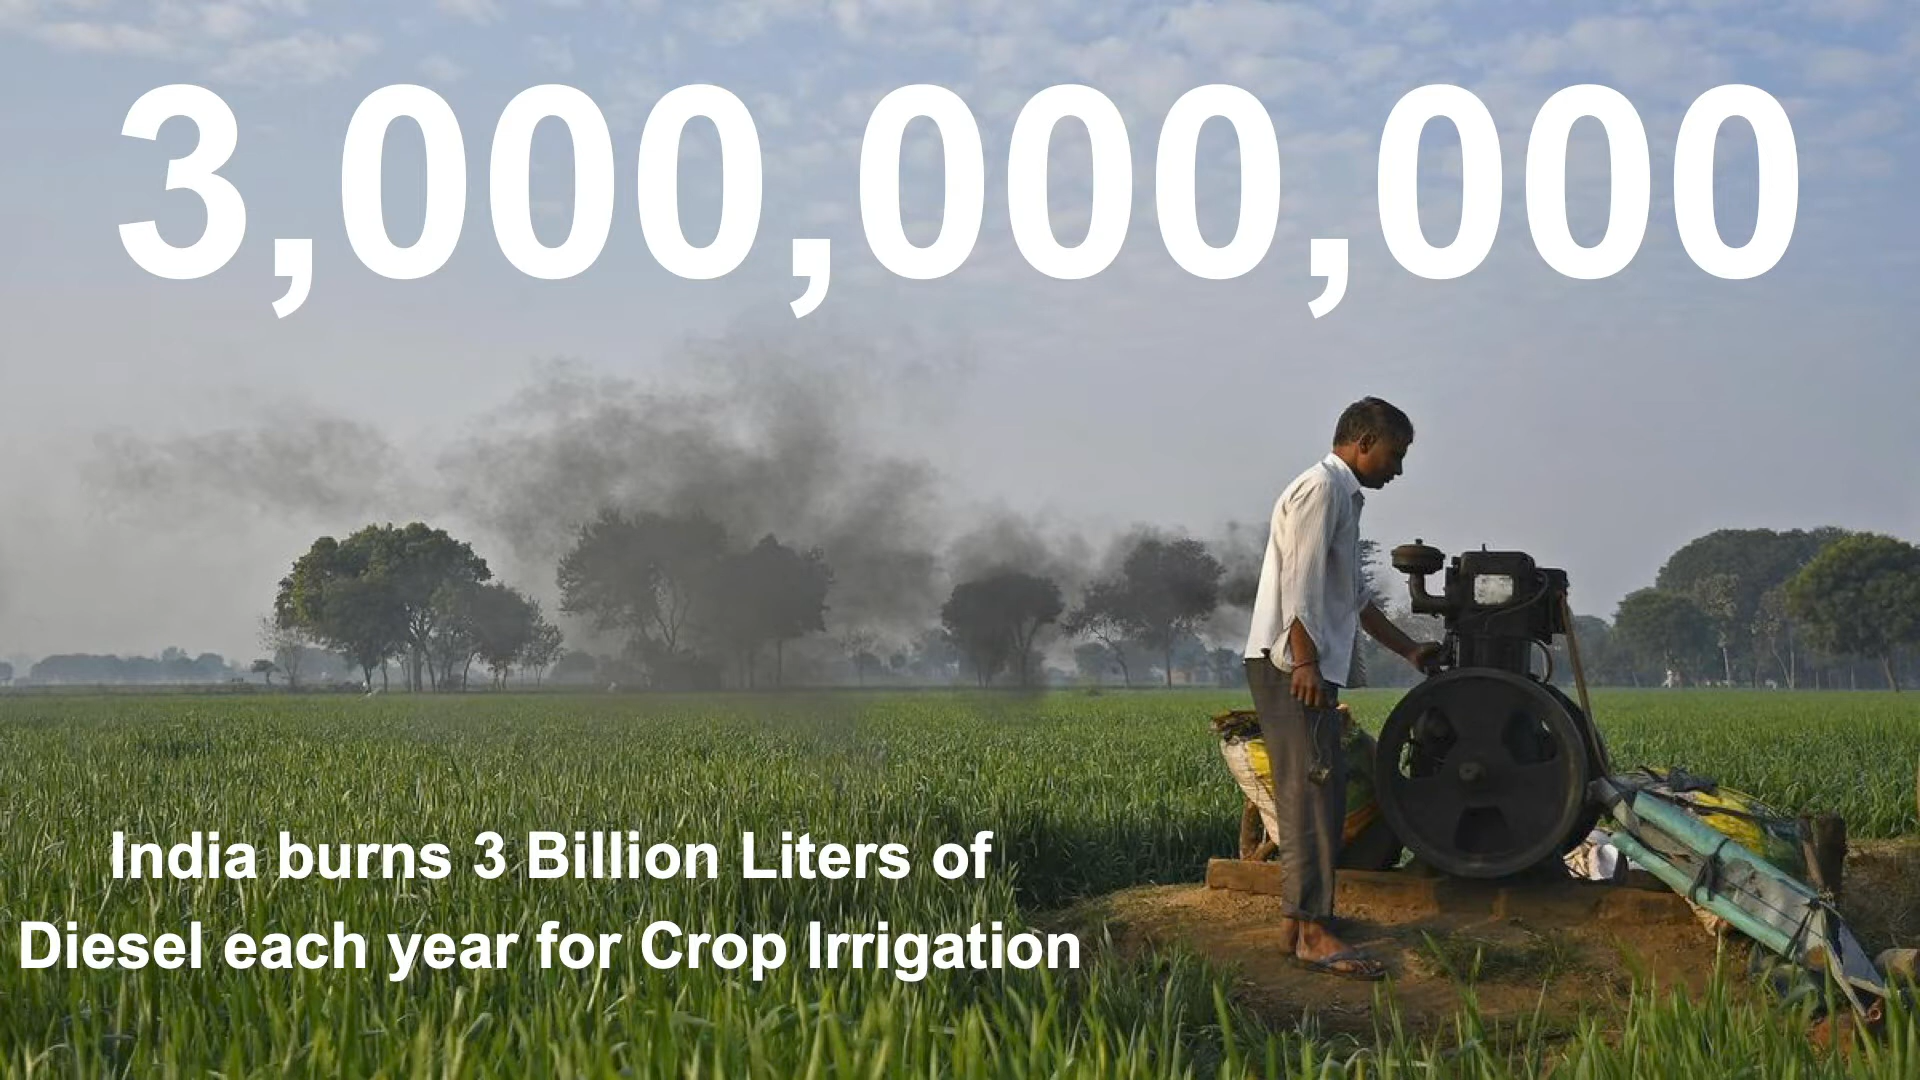 3,000,000,000
India burns 3 Billion Liters of
Diesel each year for Crop Irrigation